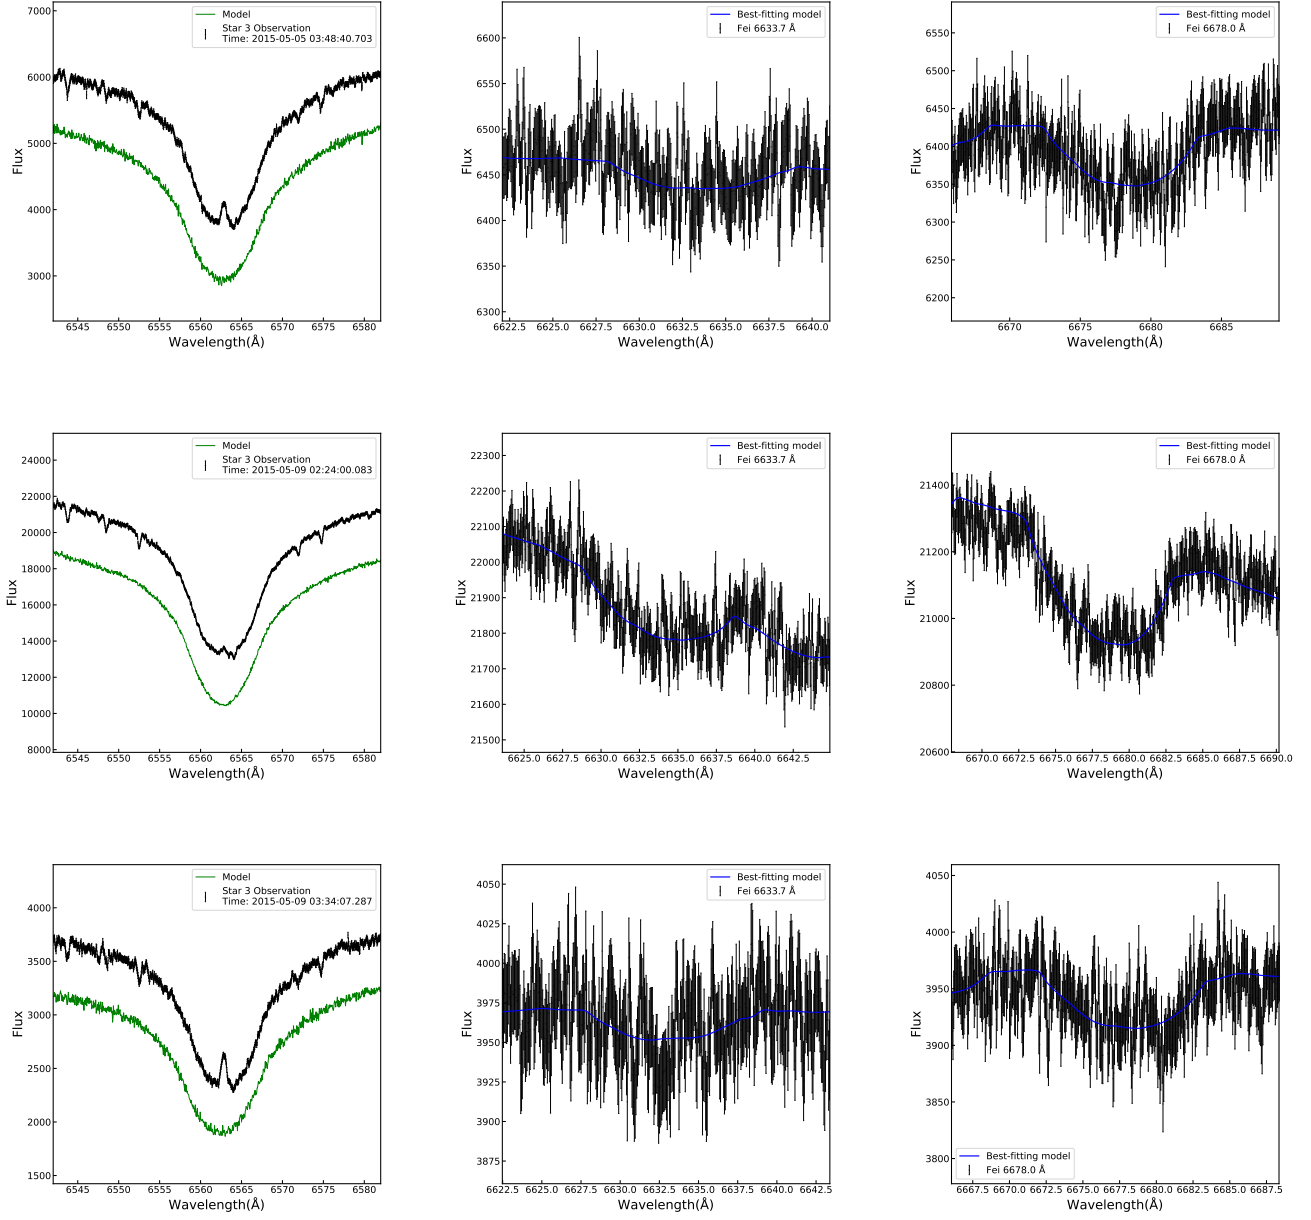 7000
6000
5000
4000
3000
Flux
6545 6550 6555 6560 6565 6570 6575 6580
Wavelength(Å)
Model
Star 3 Observation
Time: 2015-05-05 03:48:40.703
6600
6550
6500
6450
6400
6350
6300
Flux
6622.5 6625.0 6627.5 6630.0 6632.5 6635.0 6637.5 6640.0
Wavelength(Å)
Best-fitting model
Fei 6633.7 Å
6550
6500
6450
6400
6350
6300
6250
6200
Flux
6670 6675 6680 6685
Wavelength(Å)
Best-fitting model
Fei 6678.0 Å
24000
22000
20000
18000
16000
14000
12000
10000
8000
Flux
6545 6550 6555 6560 6565 6570 6575 6580
Wavelength(Å)
Model
Star 3 Observation
Time: 2015-05-09 02:24:00.083
22300
22200
22100
22000
21900
21800
21700
21600
21500
Flux
6625.0 6627.5 6630.0 6632.5 6635.0 6637.5 6640.0 6642.5
Wavelength(Å)
Best-fitting model
Fei 6633.7 Å
21400
21200
21000
20800
20600
Flux
6670.0 6672.5 6675.0 6677.5 6680.0 6682.5 6685.0 6687.5 6690.0
Wavelength(Å)
Best-fitting model
Fei 6678.0 Å
4000
3500
3000
2500
2000
1500
Flux
6545 6550 6555 6560 6565 6570 6575 6580
Wavelength(Å)
Model
Star 3 Observation
Time: 2015-05-09 03:34:07.287
4050
4025
4000
3975
3950
3925
3900
3875
Flux
6622.5 6625.0 6627.5 6630.0 6632.5 6635.0 6637.5 6640.0 6642.5
Wavelength(Å)
Best-fitting model
Fei 6633.7 Å
4050
4000
3950
3900
3850
3800
Flux
6667.5 6670.0 6672.5 6675.0 6677.5 6680.0 6682.5 6685.0 6687.5
Wavelength(Å)
Best-fitting model
Fei 6678.0 Å